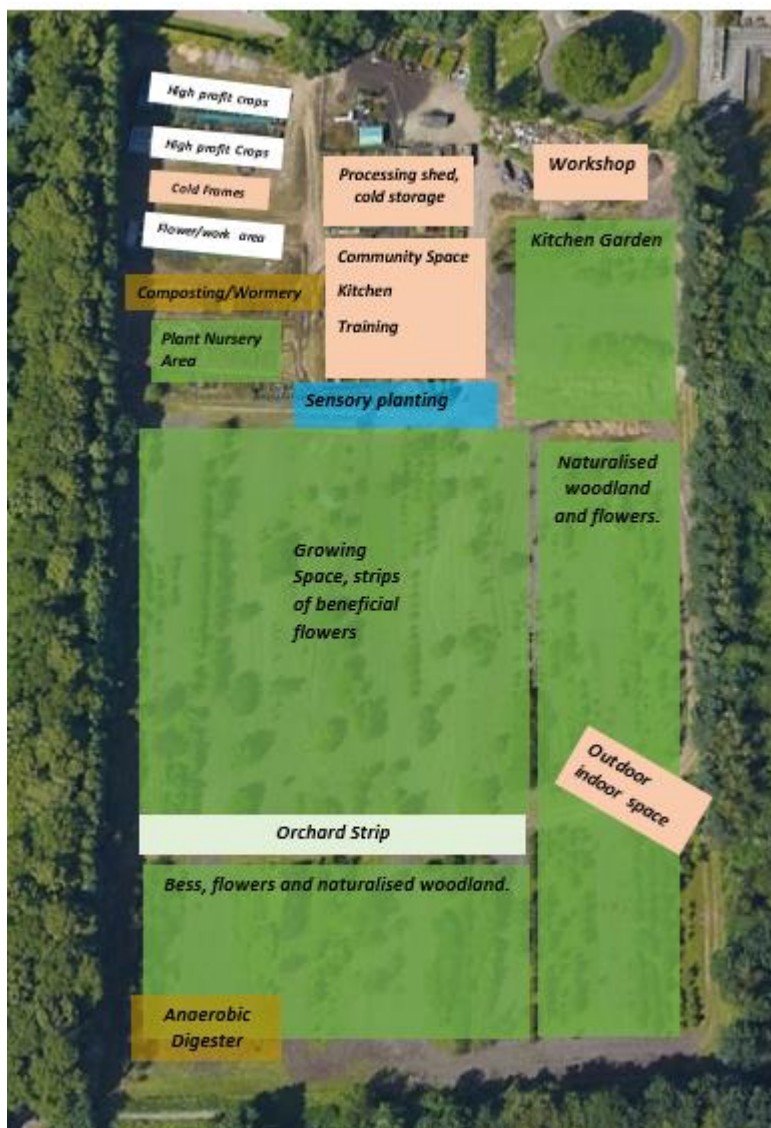 High profit crops
High profit Crops
Cold Frames
Flower/work area
Composting/Wormery
Plant Nursery
Area
Processing shed,
cold storage
Community Space
Kitchen
Training
Workshop
Kitchen Garden
Sensory planting
Growing
Space, strips
of beneficial
flowers
Naturalised
woodland
and flowers.
Outdoor
indoor space
Orchard Strip
Bess, flowers and naturalised woodland.
Anaerobic
Digester